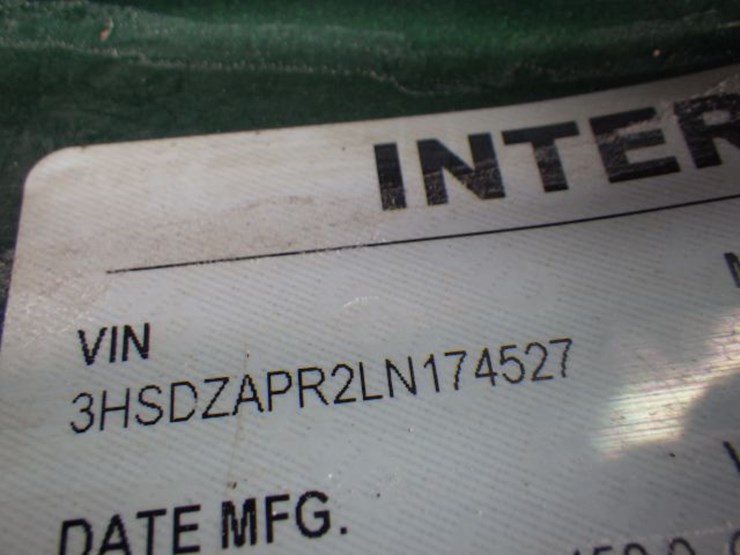 INTER
VIN
3HSDZAPR2LN174527
DATE MFG.